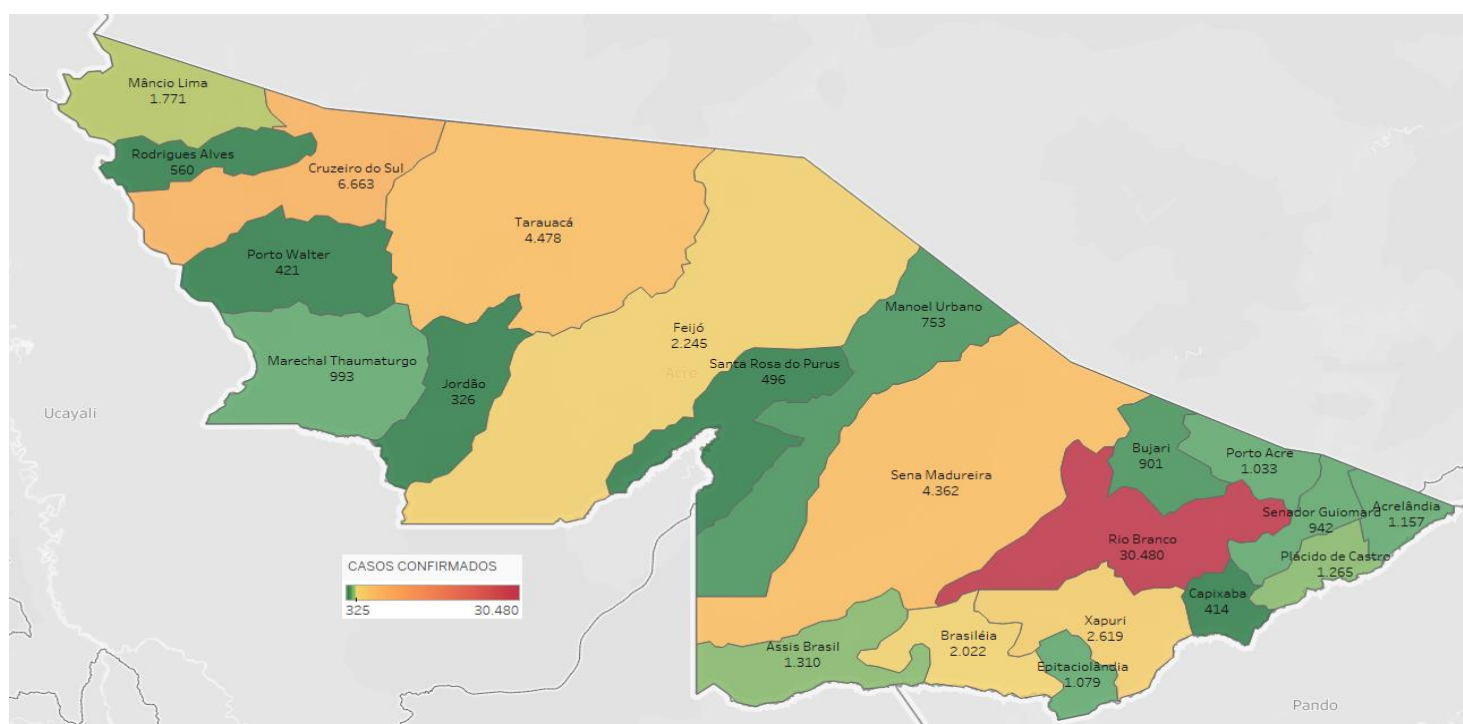 Mâncio Lima
1.771
Rodrigues Alves
560
Cruzeiro do Sul
6.663
Tarauacá
4.478
Porto Walter
421
Marechal Thaumaturgo
993
Jordão
326
Feijó
2.245
Acre
Santa Rosa do Purus
496
Manoel Urbano
753
Ucayali
Sena Madureira
4.362
Bujari
901
Porto Acre
1.033
Senador Guiomard
942
Acrelândia
1.157
Rio Branco
30.480
Plácido de Castro
1.265
Capixaba
414
Xapuri
2.619
Brasiléia
2.022
Assis Brasil
1.310
Epitaciolândia
1.079
Pando
CASOS CONFIRMADOS
325 30.480